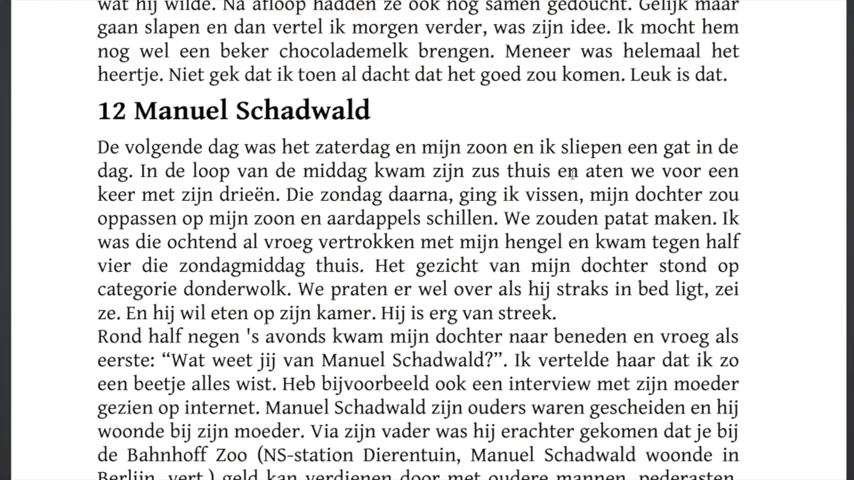 wat hij wilde. Na afloop hadden ze ook nog samen gedoucht. Gelijk maar
gaan slapen en dan vertel ik morgen verder, was zijn idee. Ik mocht hem
nog wel een beker chocolademelk brengen. Meneer was helemaal het
heertje. Niet gek dat ik toen al dacht dat het goed zou komen. Leuk is dat.
12 Manuel Schadwald
De volgende dag was het zaterdag en mijn zoon en ik sliepen een gat in de
dag. In de loop van de middag kwam zijn zus thuis en aten we voor een
keer met zijn drieën. Die zondag daarna, ging ik vissen, mijn dochter zou
oppassen op mijn zoon en aardappels schillen. We zouden patat maken. Ik
was die ochtend al vroeg vertrokken met mijn hengel en kwam tegen half
vier die zondagmiddag thuis. Het gezicht van mijn dochter stond op
categorie donderwolk. We praten er wel over als hij straks in bed ligt, zei
ze. En hij wil eten op zijn kamer. Hij is erg van streek.
Rond half negen 's avonds kwam mijn dochter naar beneden en vroeg als
eerste: “Wat weet jij van Manuel Schadwald?”. Ik vertelde haar dat ik zo
een beetje alles wist. Heb bijvoorbeeld ook een interview met zijn moeder
gezien op internet. Manuel Schadwald zijn ouders waren gescheiden en hij
woonde bij zijn moeder. Via zijn vader was hij erachter gekomen dat je bij
de Bahnhoff Zoo (NS-station Dierentuin, Manuel Schadwald woonde in
Berlijn, vert.) geld kan verdienen door met oudere mannen, pederasten,